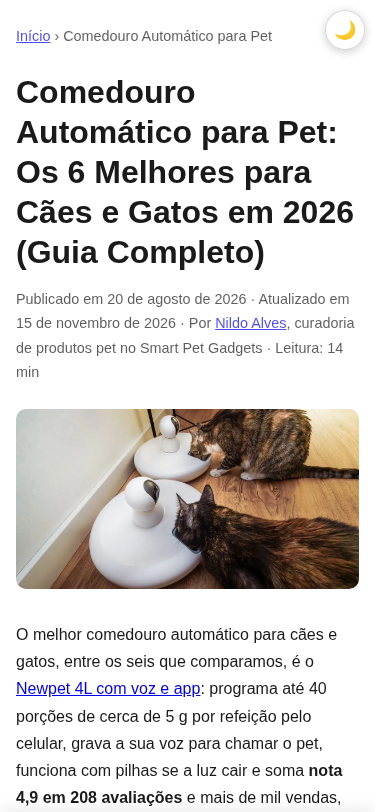 Início › Comedouro Automático para Pet
Comedouro
Automático para Pet:
Os 6 Melhores para
Cães e Gatos em 2026
(Guia Completo)
Publicado em 20 de agosto de 2026 · Atualizado em
15 de novembro de 2026 · Por Nildo Alves, curadoria
de produtos pet no Smart Pet Gadgets · Leitura: 14
min
O melhor comedouro automático para cães e
gatos, entre os seis que comparamos, é o
Newpet 4L com voz e app: programa até 40
porções de cerca de 5 g por refeição pelo
celular, grava a sua voz para chamar o pet,
funciona com pilhas se a luz cair e soma nota
4,9 em 208 avaliações e mais de mil vendas,